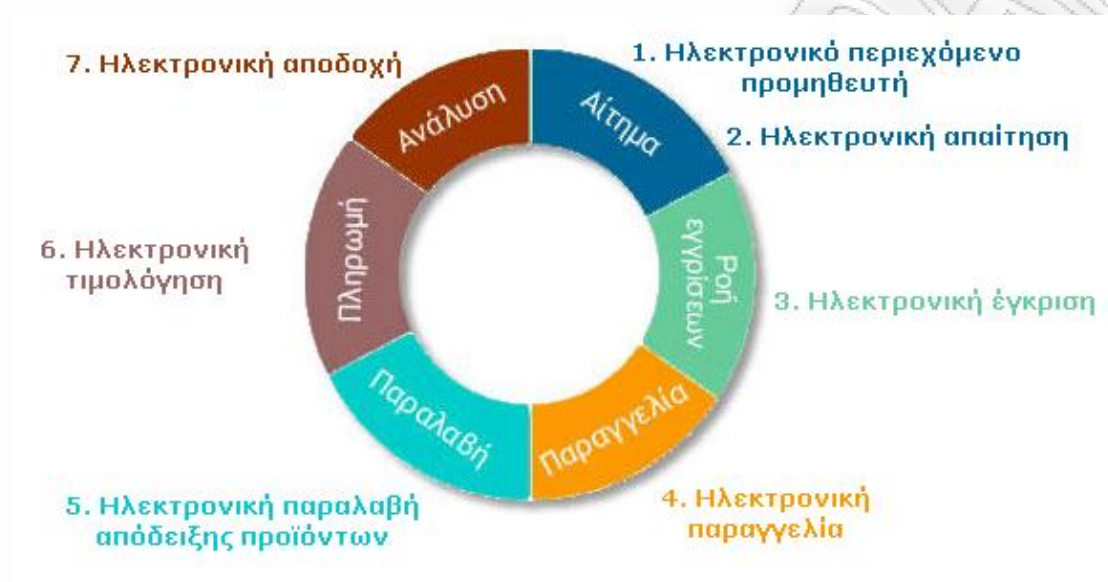 7. Ηλεκτρονική αποδοχή
1. Ηλεκτρονικό περιεχόμενο
προμηθευτή
2. Ηλεκτρονική απαίτηση
3. Ηλεκτρονική έγκριση
4. Ηλεκτρονική
παραγγελία
5. Ηλεκτρονική παραλαβή
απόδειξης προϊόντων
6. Ηλεκτρονική
τιμολόγηση
Αίτημα
Ροή
εγγρίσεων
Παραγγελία
Παραλαβή
Πληρωμή
Ανάλυση